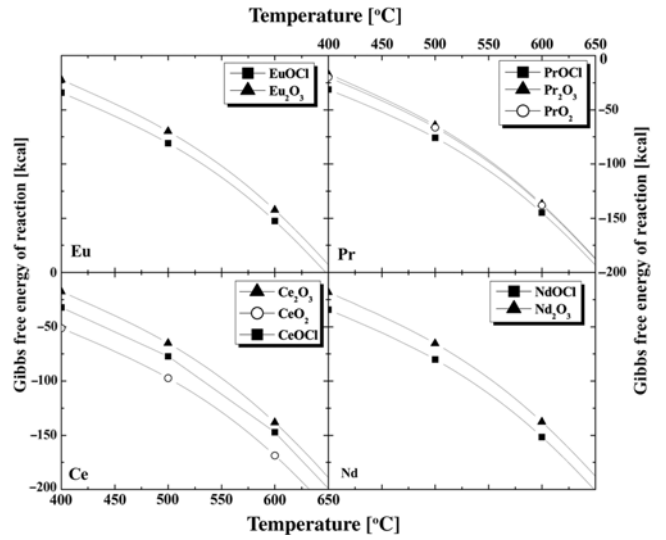 Temperature [°C]
400 450 500 550 600 650
EuOCl
Eu₂O₃
Eu
PrOCl
Pr₂O₃
PrO₂
Pr
0
−50
−100
−150
−200
Gibbs free energy of reaction [kcal]
Gibbs free energy of reaction [kcal]
0
−50
−100
−150
−200
Ce₂O₃
CeO₂
CeOCl
Ce
NdOCl
Nd₂O₃
Nd
400 450 500 550 600 650
Temperature [°C]